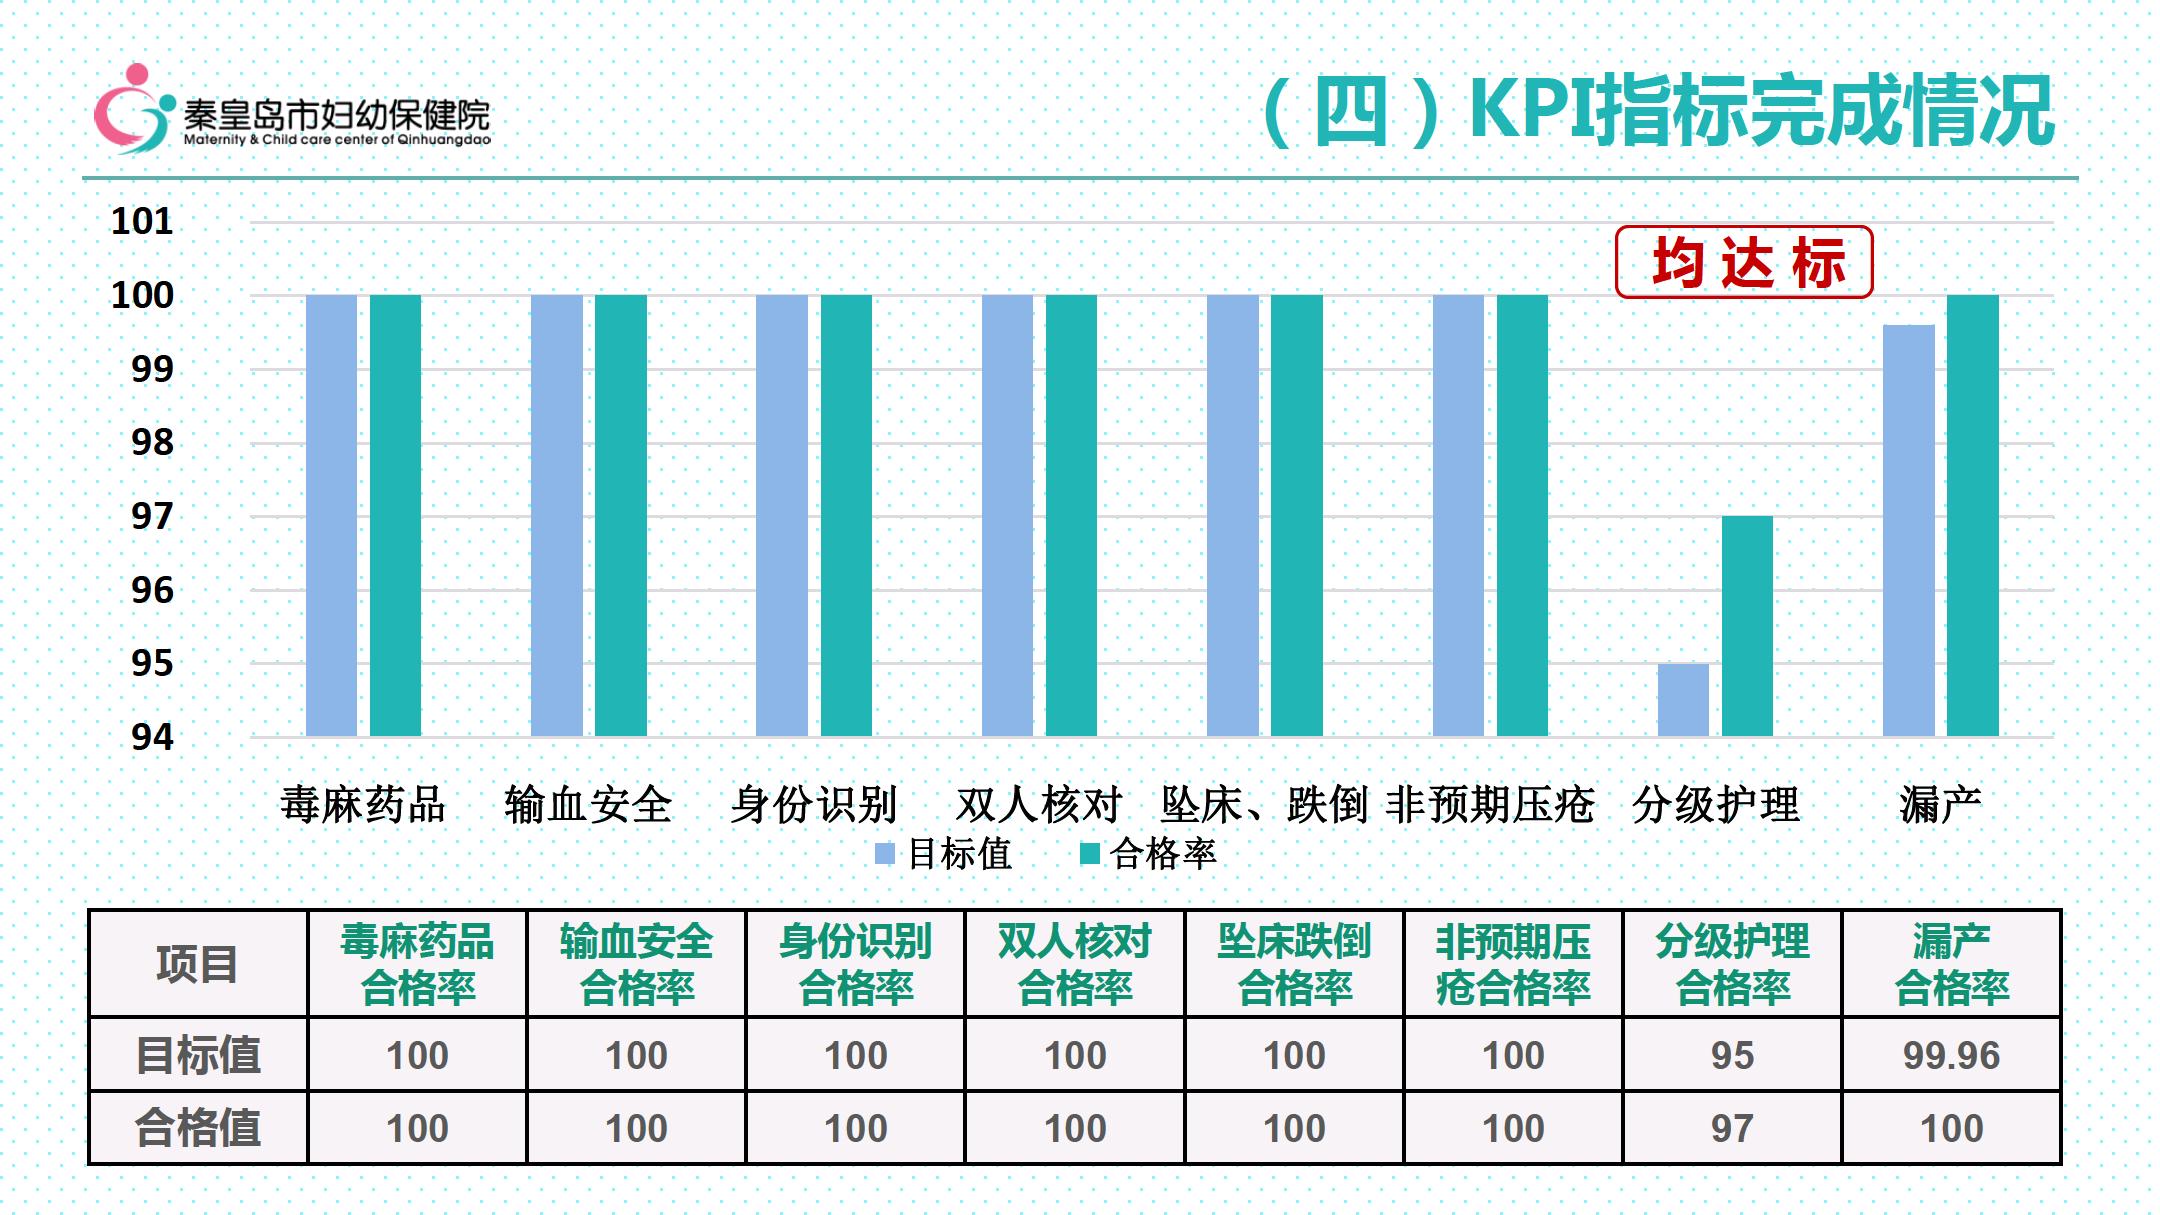 秦皇岛市妇幼保健院
Maternity & Child care center of Qinhuangdao
（四）KPI指标完成情况
均达标
101
100
99
98
97
96
95
94
毒麻药品 输血安全 身份识别 双人核对 坠床、跌倒 非预期压疮 分级护理 漏产
目标值 合格率
项目 毒麻药品合格率 输血安全合格率 身份识别合格率 双人核对合格率 坠床跌倒合格率 非预期压疮合格率 分级护理合格率 漏产合格率
目标值 100 100 100 100 100 100 95 99.96
合格值 100 100 100 100 100 100 97 100